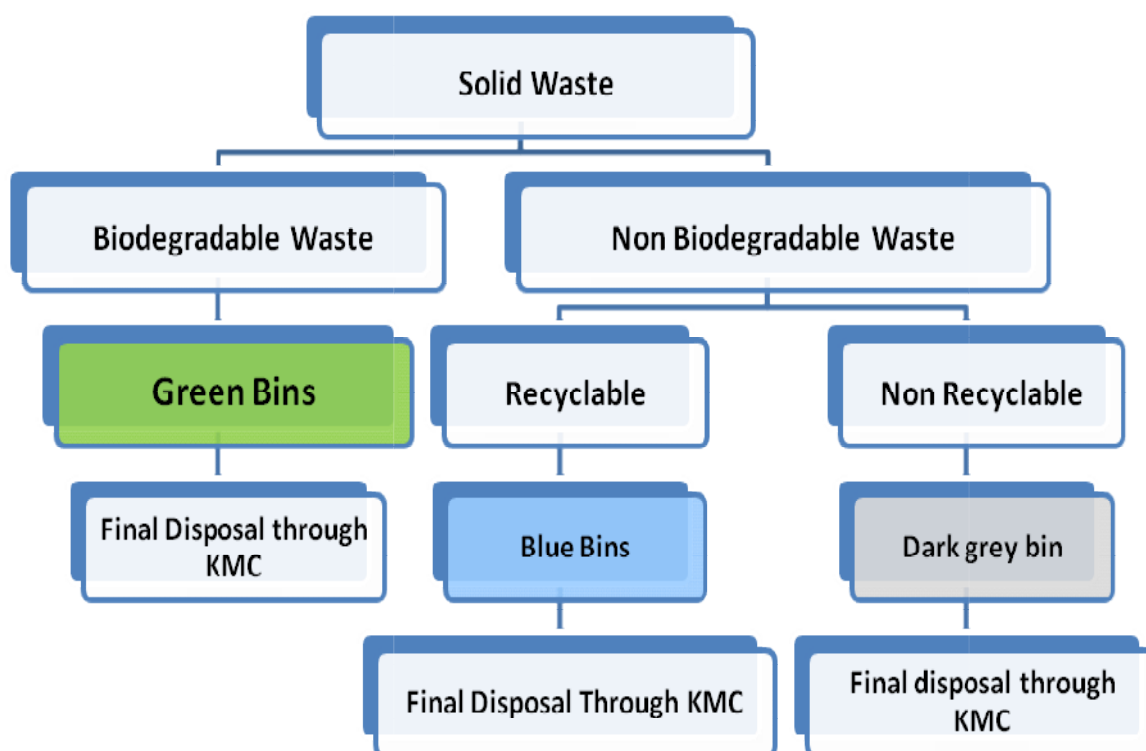 Solid Waste
Biodegradable Waste
Non Biodegradable Waste
Green Bins
Recyclable
Non Recyclable
Final Disposal through
KMC
Blue Bins
Dark grey bin
Final Disposal Through KMC
Final disposal through
KMC